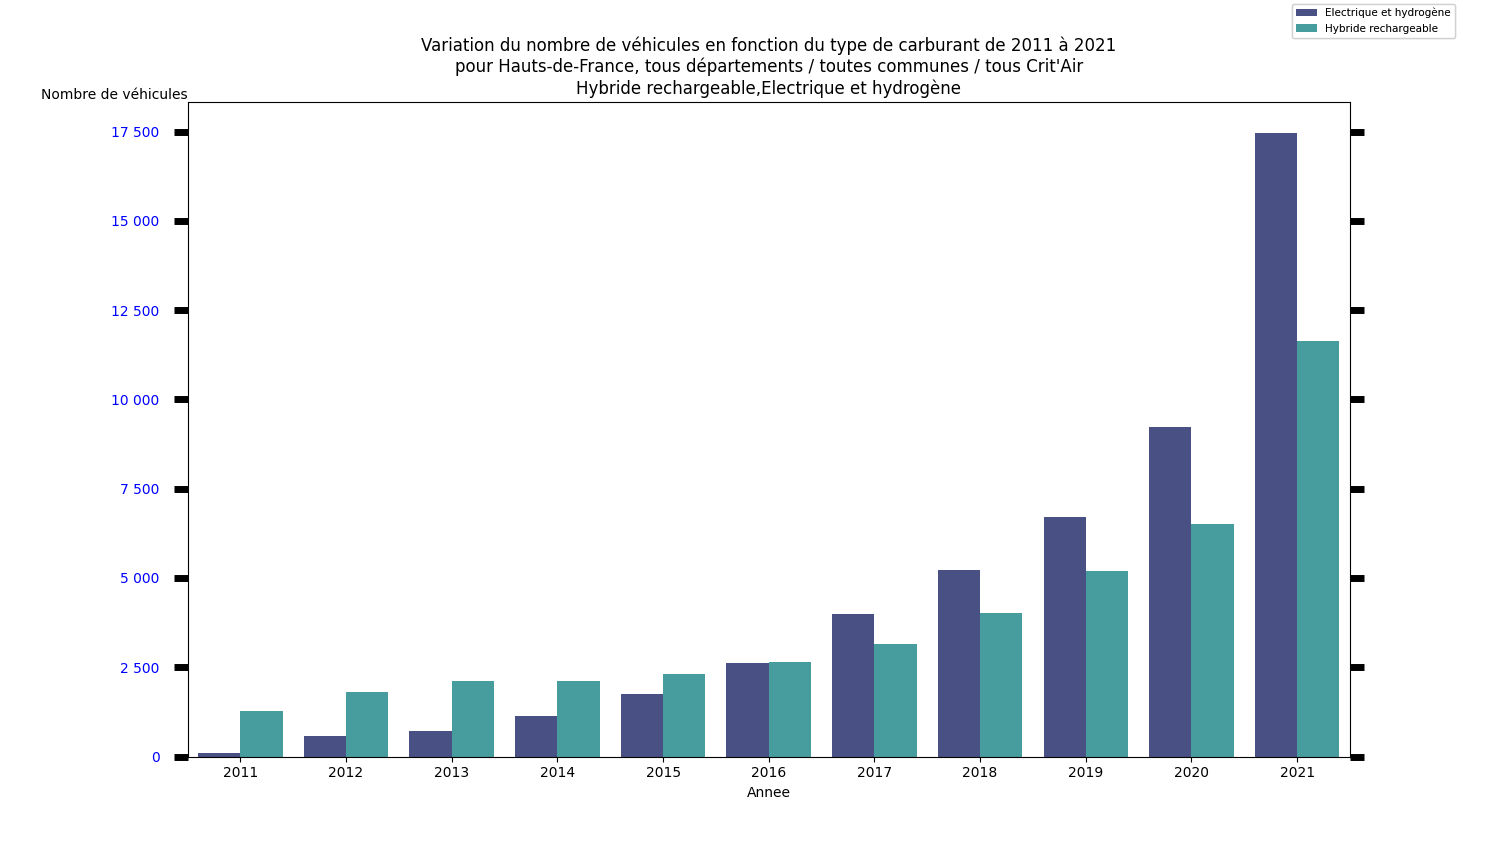 Electrique et hydrogène
Hybride rechargeable
Variation du nombre de véhicules en fonction du type de carburant de 2011 à 2021
pour Hauts-de-France, tous départements / toutes communes / tous Crit'Air
Hybride rechargeable,Electrique et hydrogène
Nombre de véhicules
17 500
15 000
12 500
10 000
7 500
5 000
2 500
0
2011 2012 2013 2014 2015 2016 2017 2018 2019 2020 2021
Annee